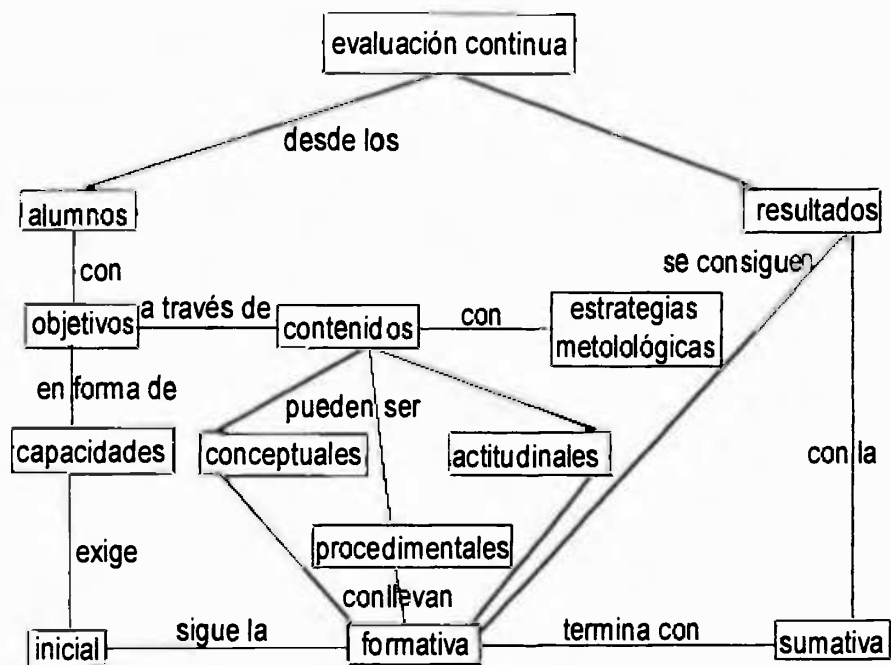 evaluación continua
desde los
alumnos
resultados
con
se consiguen
objetivos
a través de
contenidos
con
estrategias
metolológicas
en forma de
pueden ser
capacidades
conceptuales
actitudinales
con la
exige
procedimentales
conllevan
inicial
sigue la
formativa
termina con
sumativa